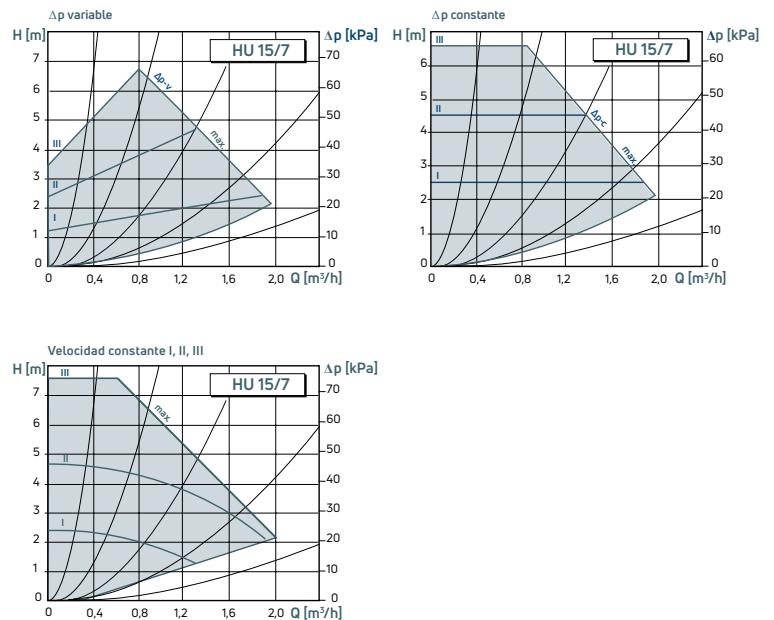 Δp variable
H [m]
Δp [kPa]
HU 15/7
7
6
5
4
3
2
1
0
70
60
50
40
30
20
10
0
III
II
I
Δp-v
max.
0
0,4
0,8
1,2
1,6
2,0
Q [m³/h]
Δp constante
H [m]
Δp [kPa]
HU 15/7
6
5
4
3
2
1
0
60
50
40
30
20
10
0
III
II
I
Δp-c
max.
0
0,4
0,8
1,2
1,6
2,0
Q [m³/h]
Velocidad constante I, II, III
H [m]
Δp [kPa]
HU 15/7
7
6
5
4
3
2
1
0
70
60
50
40
30
20
10
0
III
II
I
max.
0
0,4
0,8
1,2
1,6
2,0
Q [m³/h]